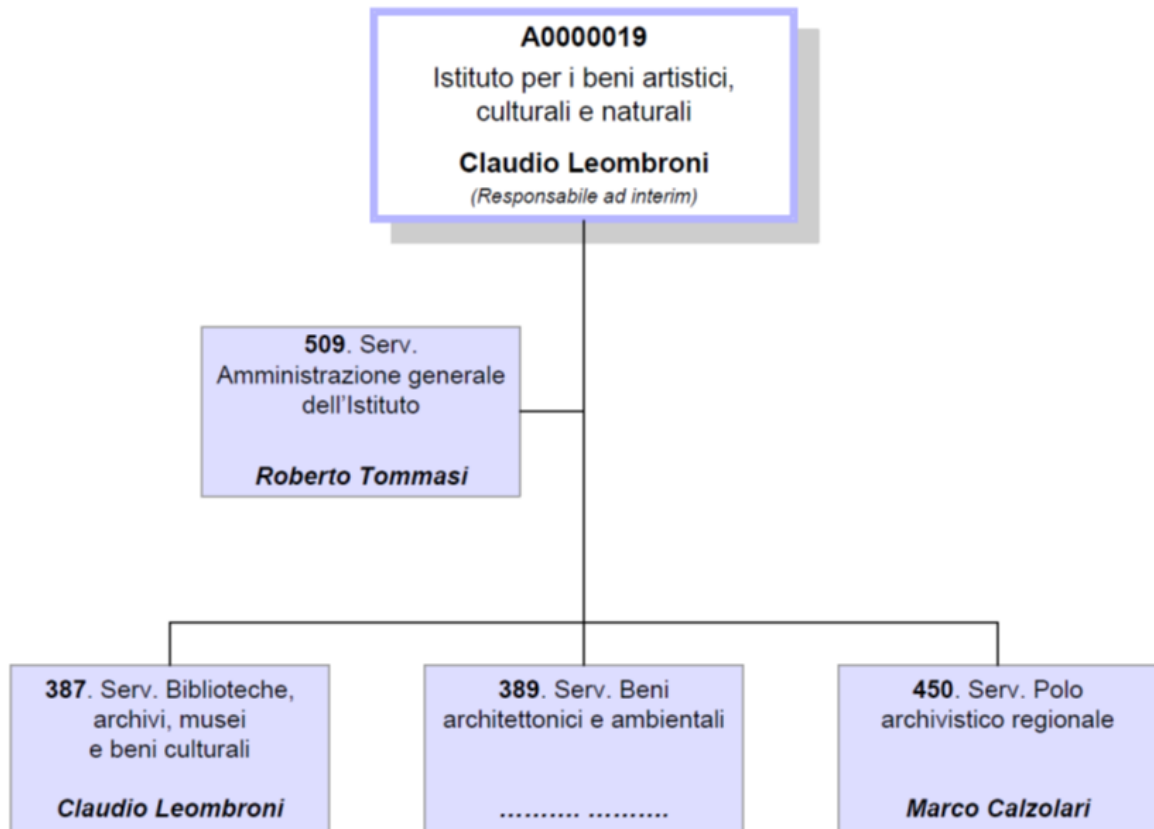 A0000019
Istituto per i beni artistici,
culturali e naturali
Claudio Leombroni
(Responsabile ad interim)
509. Serv.
Amministrazione generale
dell'Istituto
Roberto Tommasi
387. Serv. Biblioteche,
archivi, musei
e beni culturali
Claudio Leombroni
389. Serv. Beni
architettonici e ambientali
.......... ..........
450. Serv. Polo
archivistico regionale
Marco Calzolari